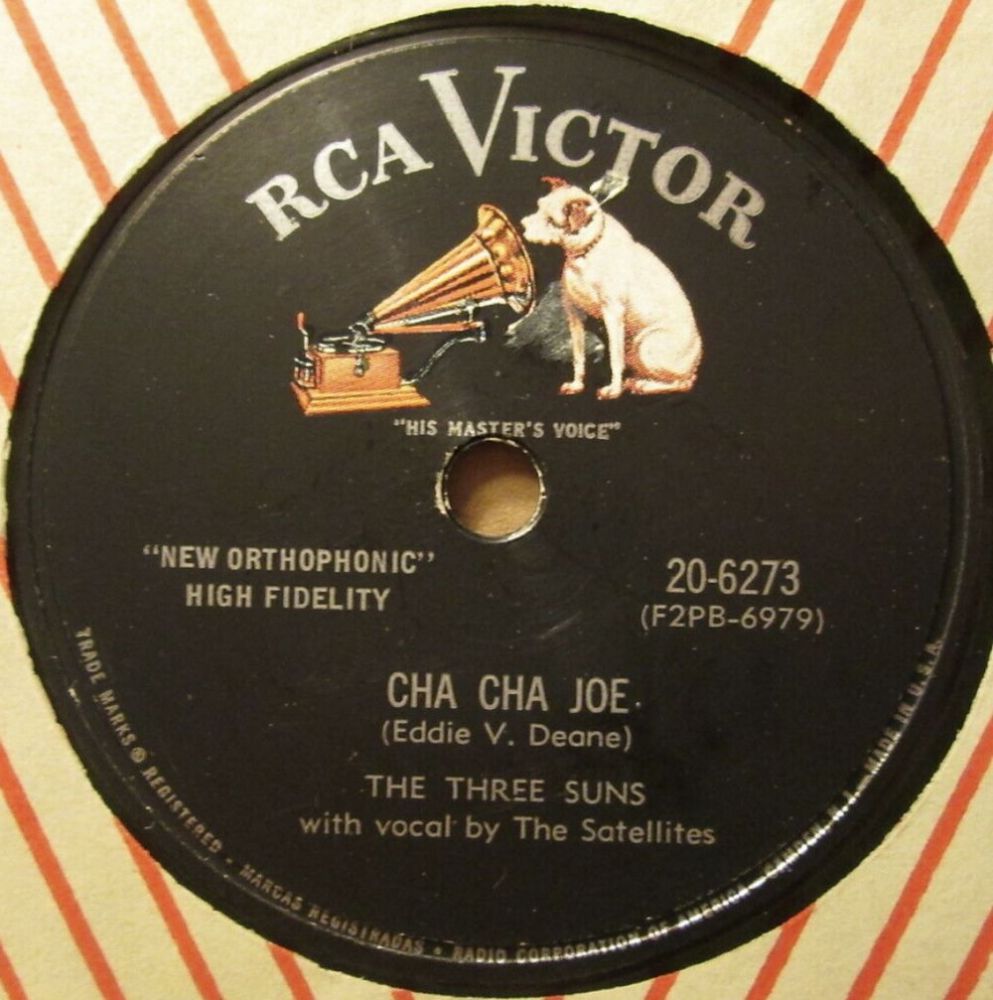 RCA VICTOR
"HIS MASTER'S VOICE"
"NEW ORTHOPHONIC"
HIGH FIDELITY
20-6273
(F2PB-6979)
CHA CHA JOE
(Eddie V. Deane)
THE THREE SUNS
with vocal by The Satellites
TRADE MARKS ® REGISTERED • MARCAS REGISTRADAS • RADIO CORPORATION OF AMERICA - CAMDEN, N.J. - MADE IN U.S.A.